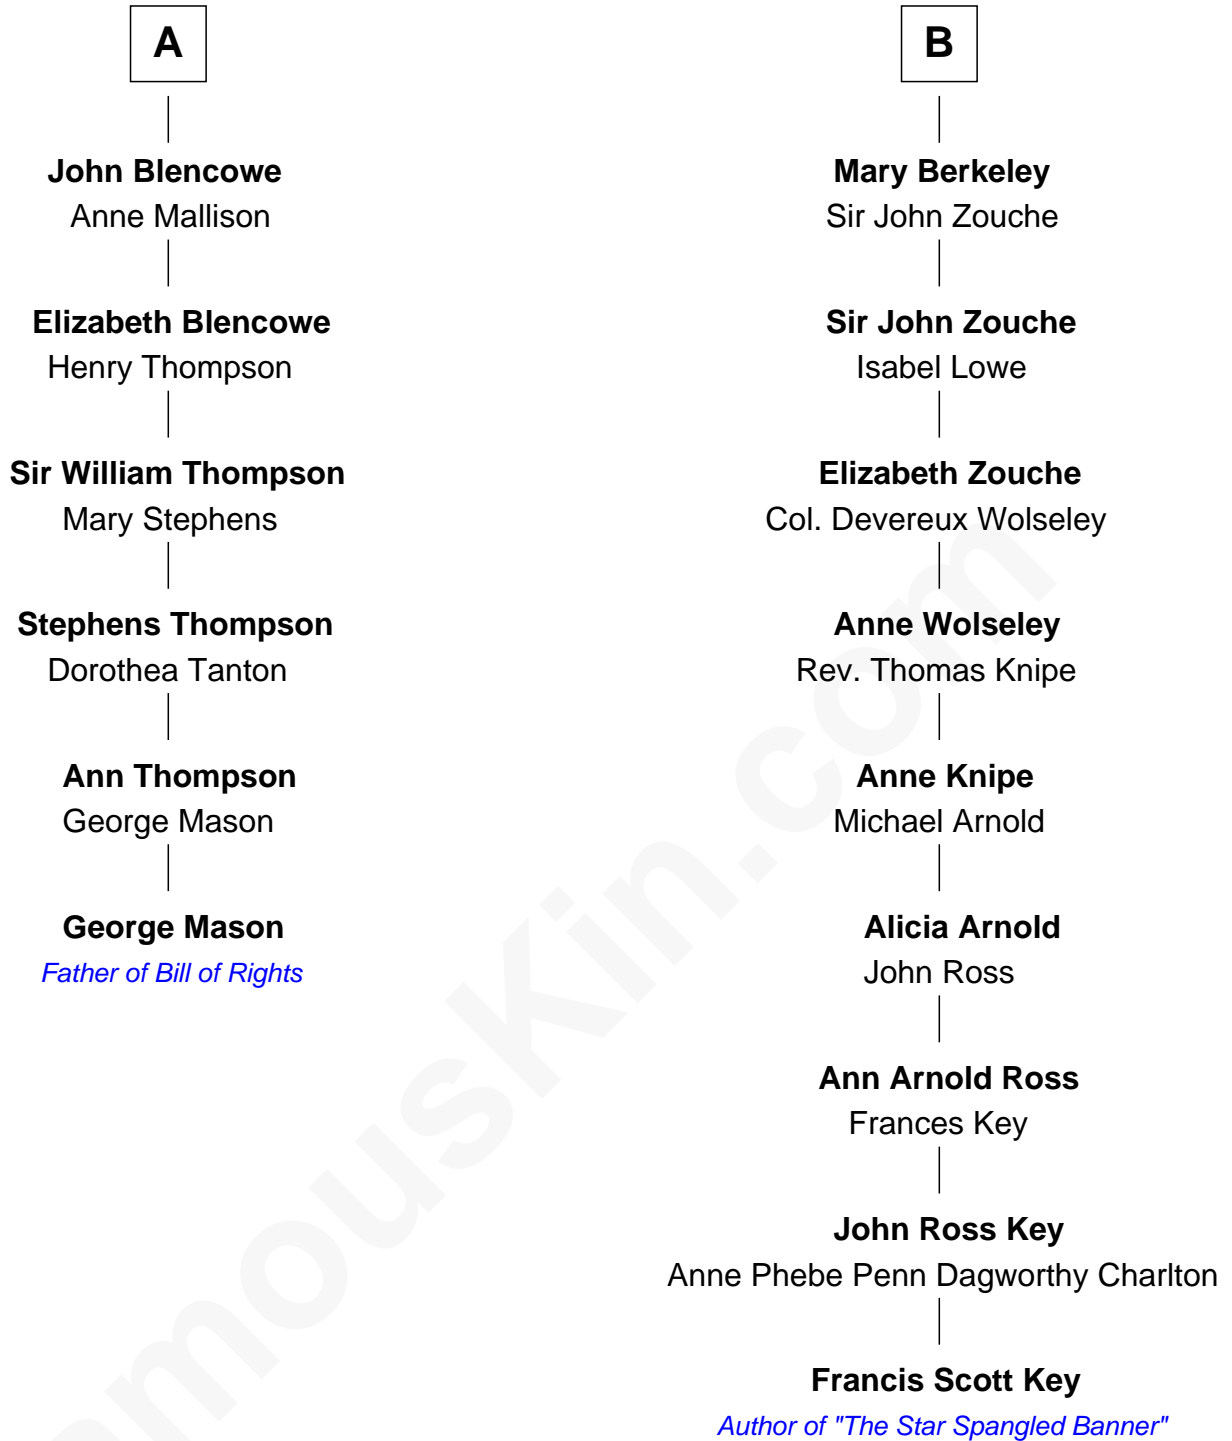 A
John Blencowe
Anne Mallison
Elizabeth Blencowe
Henry Thompson
Sir William Thompson
Mary Stephens
Stephens Thompson
Dorothea Tanton
Ann Thompson
George Mason
George Mason
Father of Bill of Rights
B
Mary Berkeley
Sir John Zouche
Sir John Zouche
Isabel Lowe
Elizabeth Zouche
Col. Devereux Wolseley
Anne Wolseley
Rev. Thomas Knipe
Anne Knipe
Michael Arnold
Alicia Arnold
John Ross
Ann Arnold Ross
Frances Key
John Ross Key
Anne Phebe Penn Dagworthy Charlton
Francis Scott Key
Author of "The Star Spangled Banner"
amousKin.com